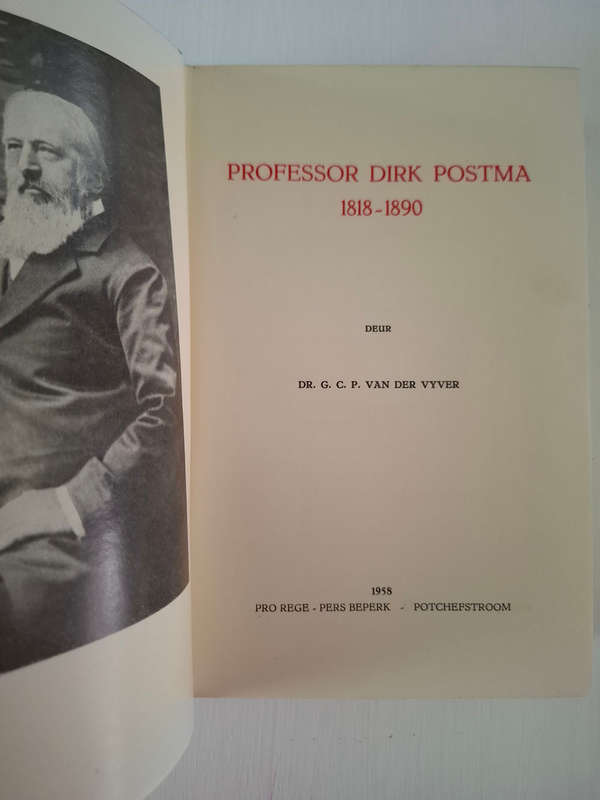 PROFESSOR DIRK POSTMA
1818-1890
DEUR
DR. G. C. P. VAN DER VYVER
1958
PRO REGE - PERS BEPERK - POTCHEFSTROOM